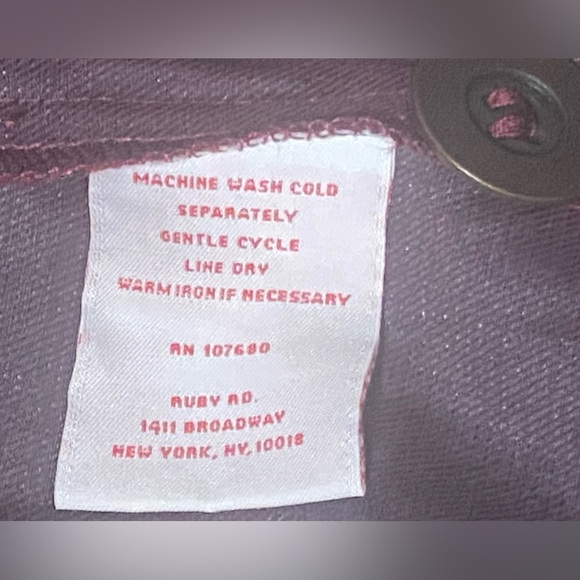 MACHINE WASH COLD
SEPARATELY
GENTLE CYCLE
LINE DRY
WARM IRON IF NECESSARY
RN 107680
RUBY RD.
1411 BROADWAY
NEW YORK, NY, 10018